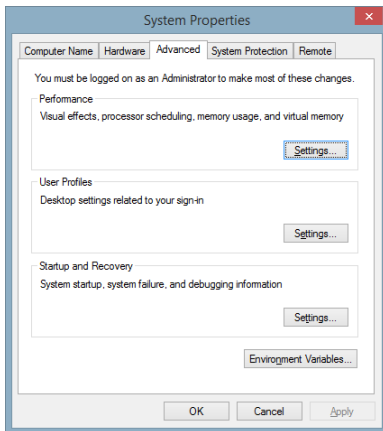 System Properties
Computer Name Hardware Advanced System Protection Remote
You must be logged on as an Administrator to make most of these changes.
Performance
Visual effects, processor scheduling, memory usage, and virtual memory
Settings...
User Profiles
Desktop settings related to your sign-in
Settings...
Startup and Recovery
System startup, system failure, and debugging information
Settings...
Environment Variables...
OK Cancel Apply